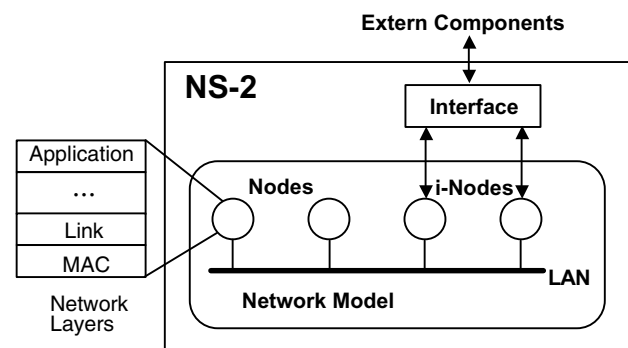 Extern Components
NS-2
Interface
Application
...
Link
MAC
Network
Layers
Nodes
i-Nodes
LAN
Network Model